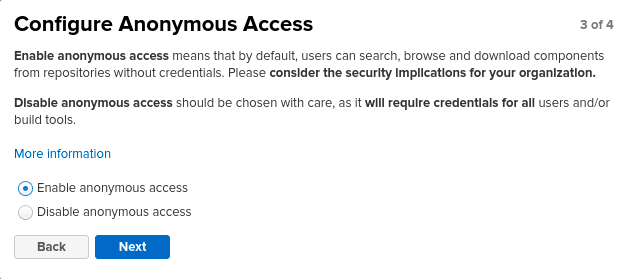 Configure Anonymous Access
3 of 4
Enable anonymous access means that by default, users can search, browse and download components
from repositories without credentials. Please consider the security implications for your organization.
Disable anonymous access should be chosen with care, as it will require credentials for all users and/or
build tools.
More information
Enable anonymous access
Disable anonymous access
Back
Next